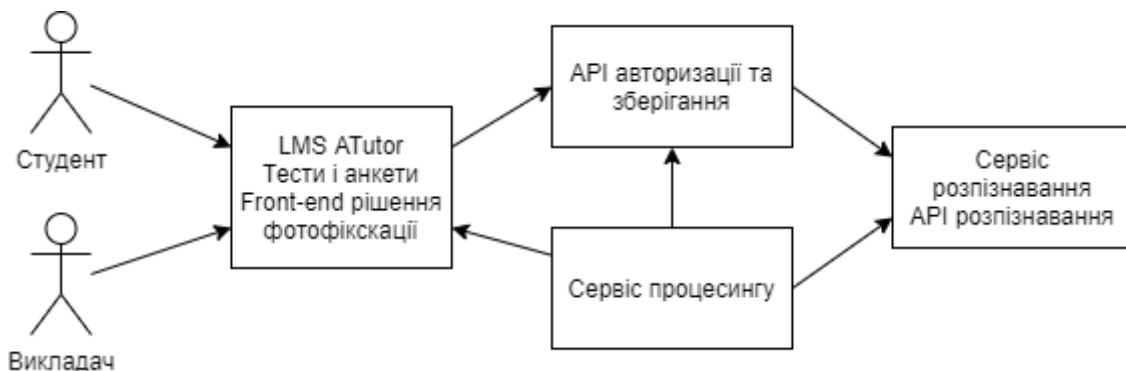 Студент
Викладач
LMS ATutor
Тести і анкети
Front-end рішення
фотофікскації
API авторизації та
зберігання
Сервіс процесингу
Сервіс
розпізнавання
API розпізнавання